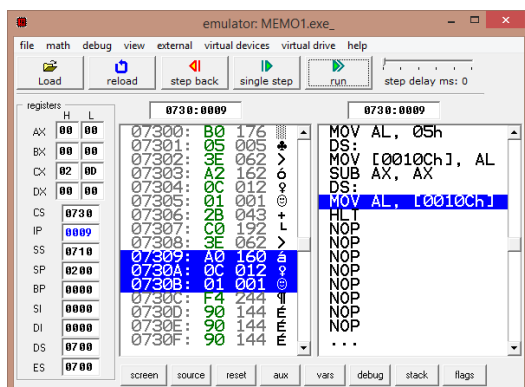 emulator: MEMO1.exe_
file math debug view external virtual devices virtual drive help
Load reload step back single step run step delay ms: 0
registers
H L
AX 00 00
BX 00 00
CX 02 0D
DX 00 00
CS 0730
IP 0009
SS 0710
SP 0200
BP 0000
SI 0000
DI 0000
DS 0700
ES 0700
0730:0009
07300: B0 176 ▒
07301: 05 005 ♣
07302: 3E 062 >
07303: A2 162 ó
07304: 0C 012 ♀
07305: 01 001 ☺
07306: 2B 043 +
07307: C0 192 └
07308: 3E 062 >
07309: A0 160 á
0730A: 0C 012 ♀
0730B: 01 001 ☺
0730C: F4 244 ¶
0730D: 90 144 É
0730E: 90 144 É
0730F: 90 144 É
0730:0009
MOV AL, 05h
DS:
MOV [0010Ch], AL
SUB AX, AX
DS:
MOV AL, [0010Ch]
HLT
NOP
NOP
NOP
NOP
NOP
NOP
NOP
NOP
...
screen source reset aux vars debug stack flags